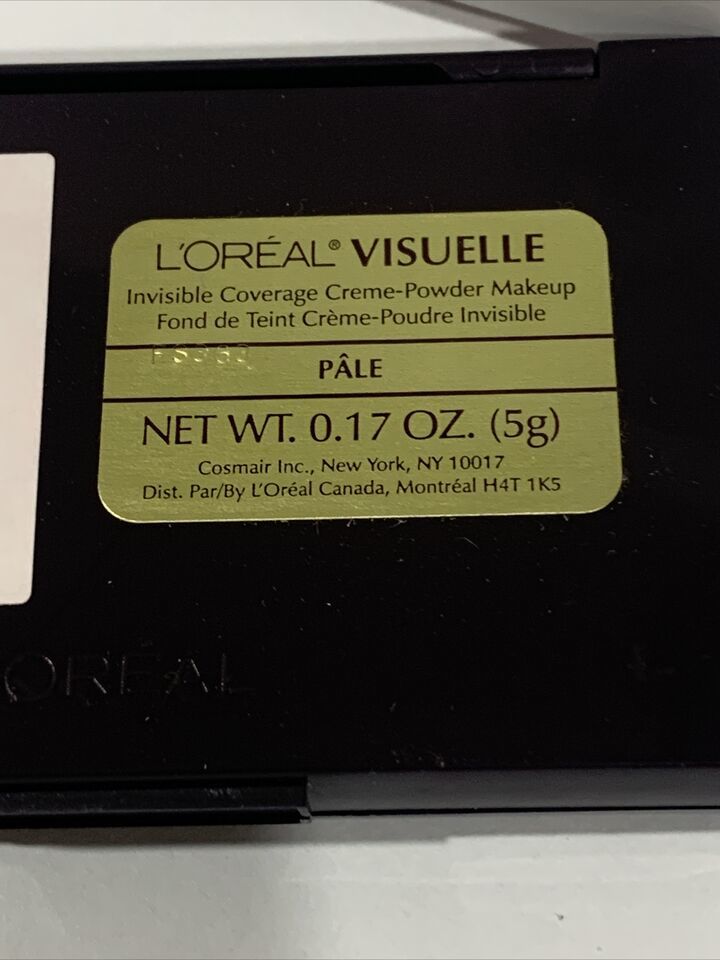 L'ORÉAL® VISUELLE
Invisible Coverage Creme-Powder Makeup
Fond de Teint Crème-Poudre Invisible
PÂLE
NET WT. 0.17 OZ. (5g)
Cosmair Inc., New York, NY 10017
Dist. Par/By L'Oréal Canada, Montréal H4T 1K5
ORÉAL